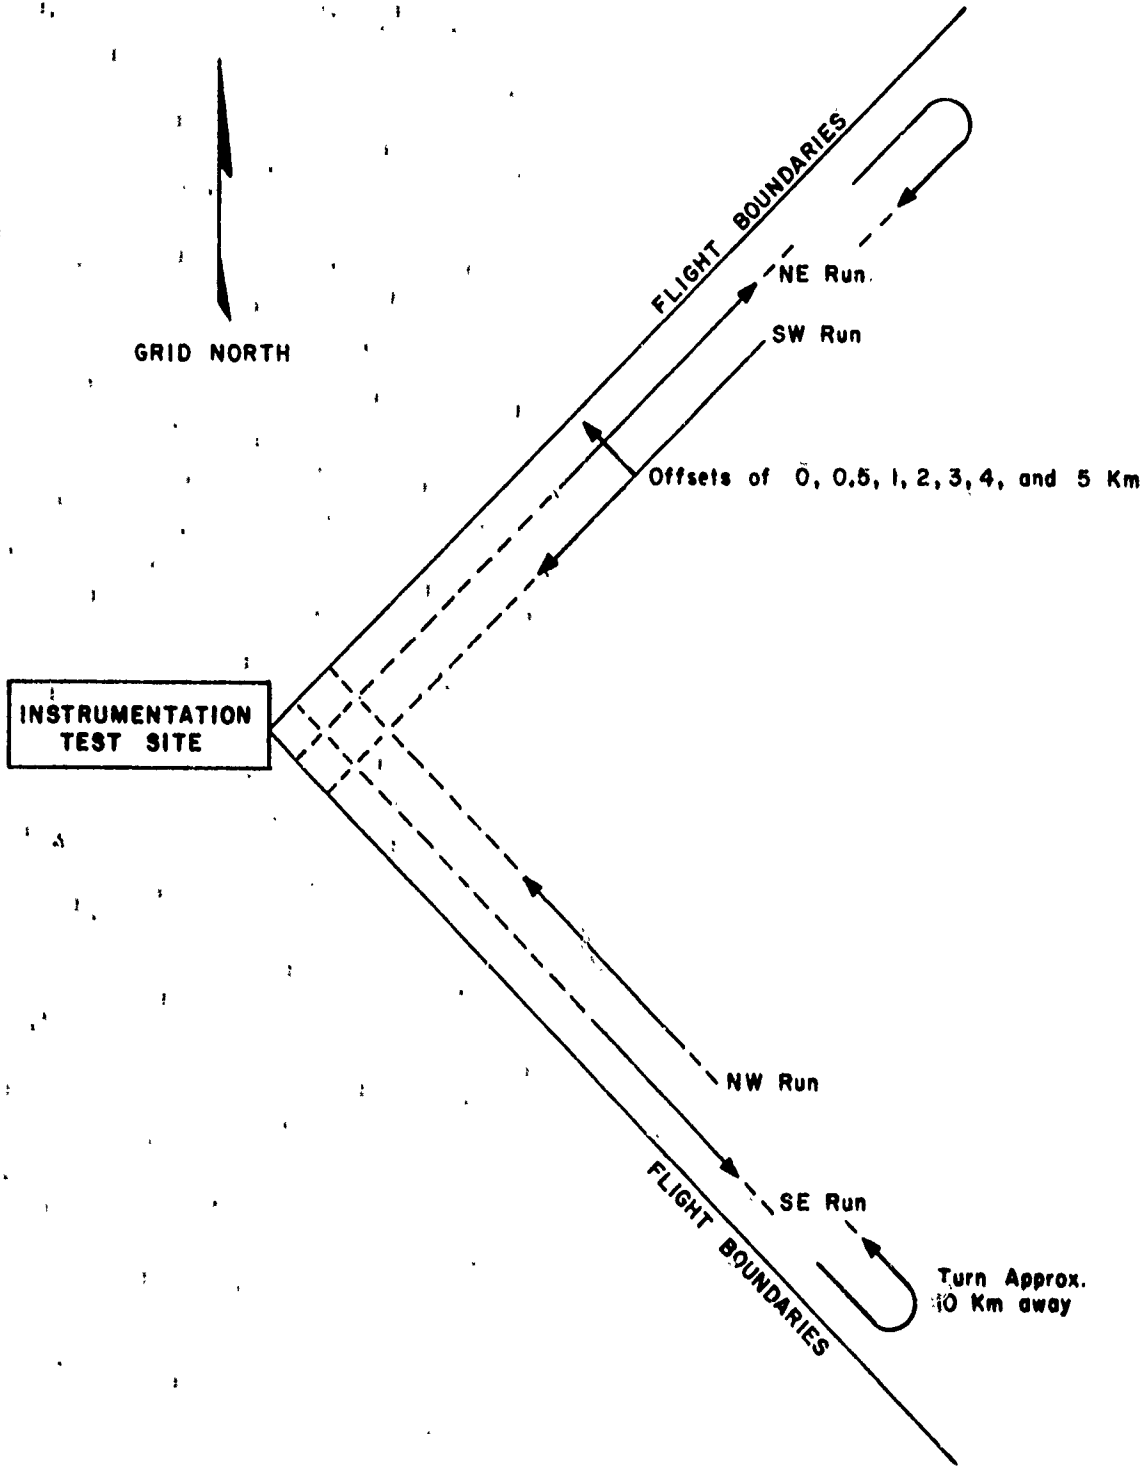 FLIGHT BOUNDARIES
NE Run
SW Run
GRID NORTH
Offsets of 0, 0.5, 1, 2, 3, 4, and 5 Km
INSTRUMENTATION
TEST SITE
NW Run
SE Run
FLIGHT BOUNDARIES
Turn Approx.
10 Km away